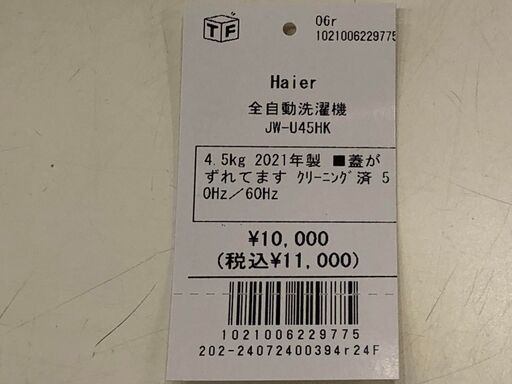 TF
06r
1021006229775
Haier
全自動洗濯機
JW-U45HK
4.5kg 2021年製 ■蓋が
ずれてます ｸﾘｰﾆﾝｸﾞ済 5
0Hz／60Hz
¥10,000
(税込¥11,000)
1021006229775
202-24072400394r24F